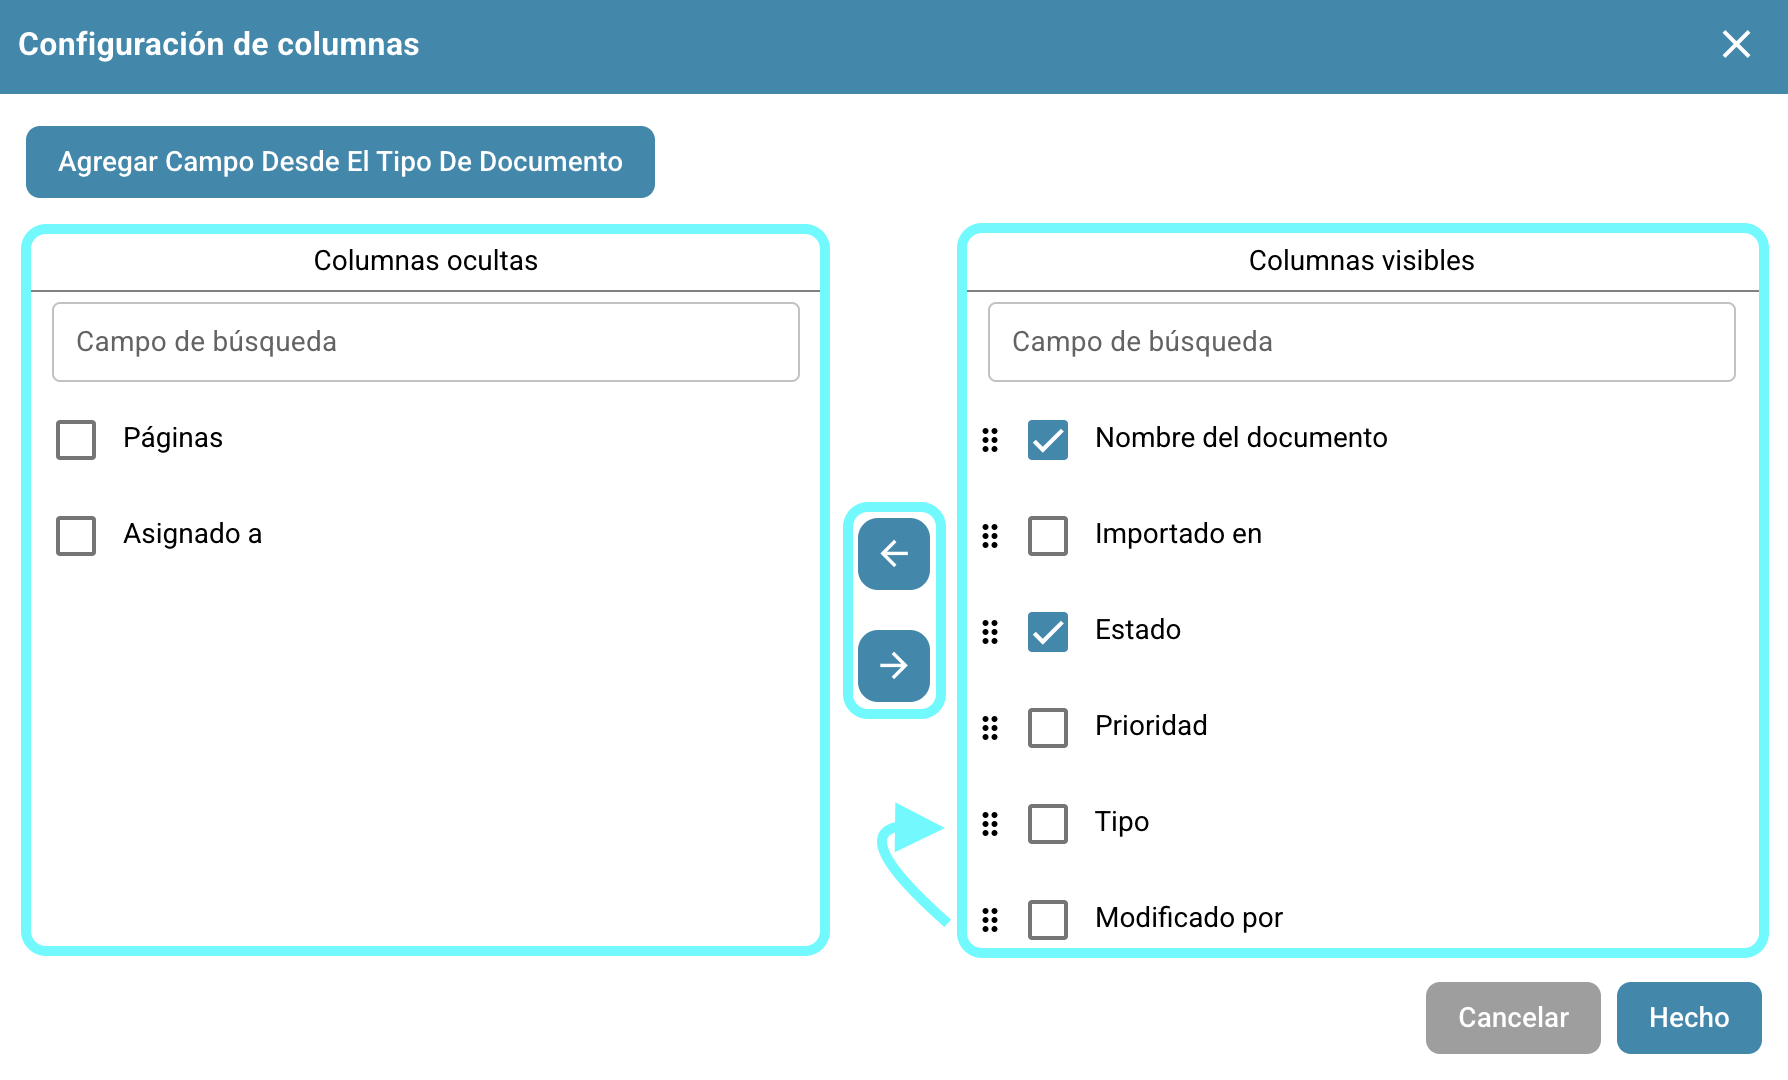 Configuración de columnas
Agregar Campo Desde El Tipo De Documento
Columnas ocultas
Campo de búsqueda
Páginas
Asignado a
Columnas visibles
Campo de búsqueda
Nombre del documento
Importado en
Estado
Prioridad
Tipo
Modificado por
Cancelar
Hecho